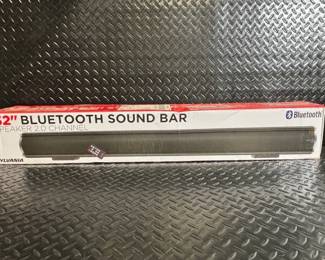 32" BLUETOOTH SOUND BAR
SPEAKER 2.0 CHANNEL
Bluetooth
SYLVANIA